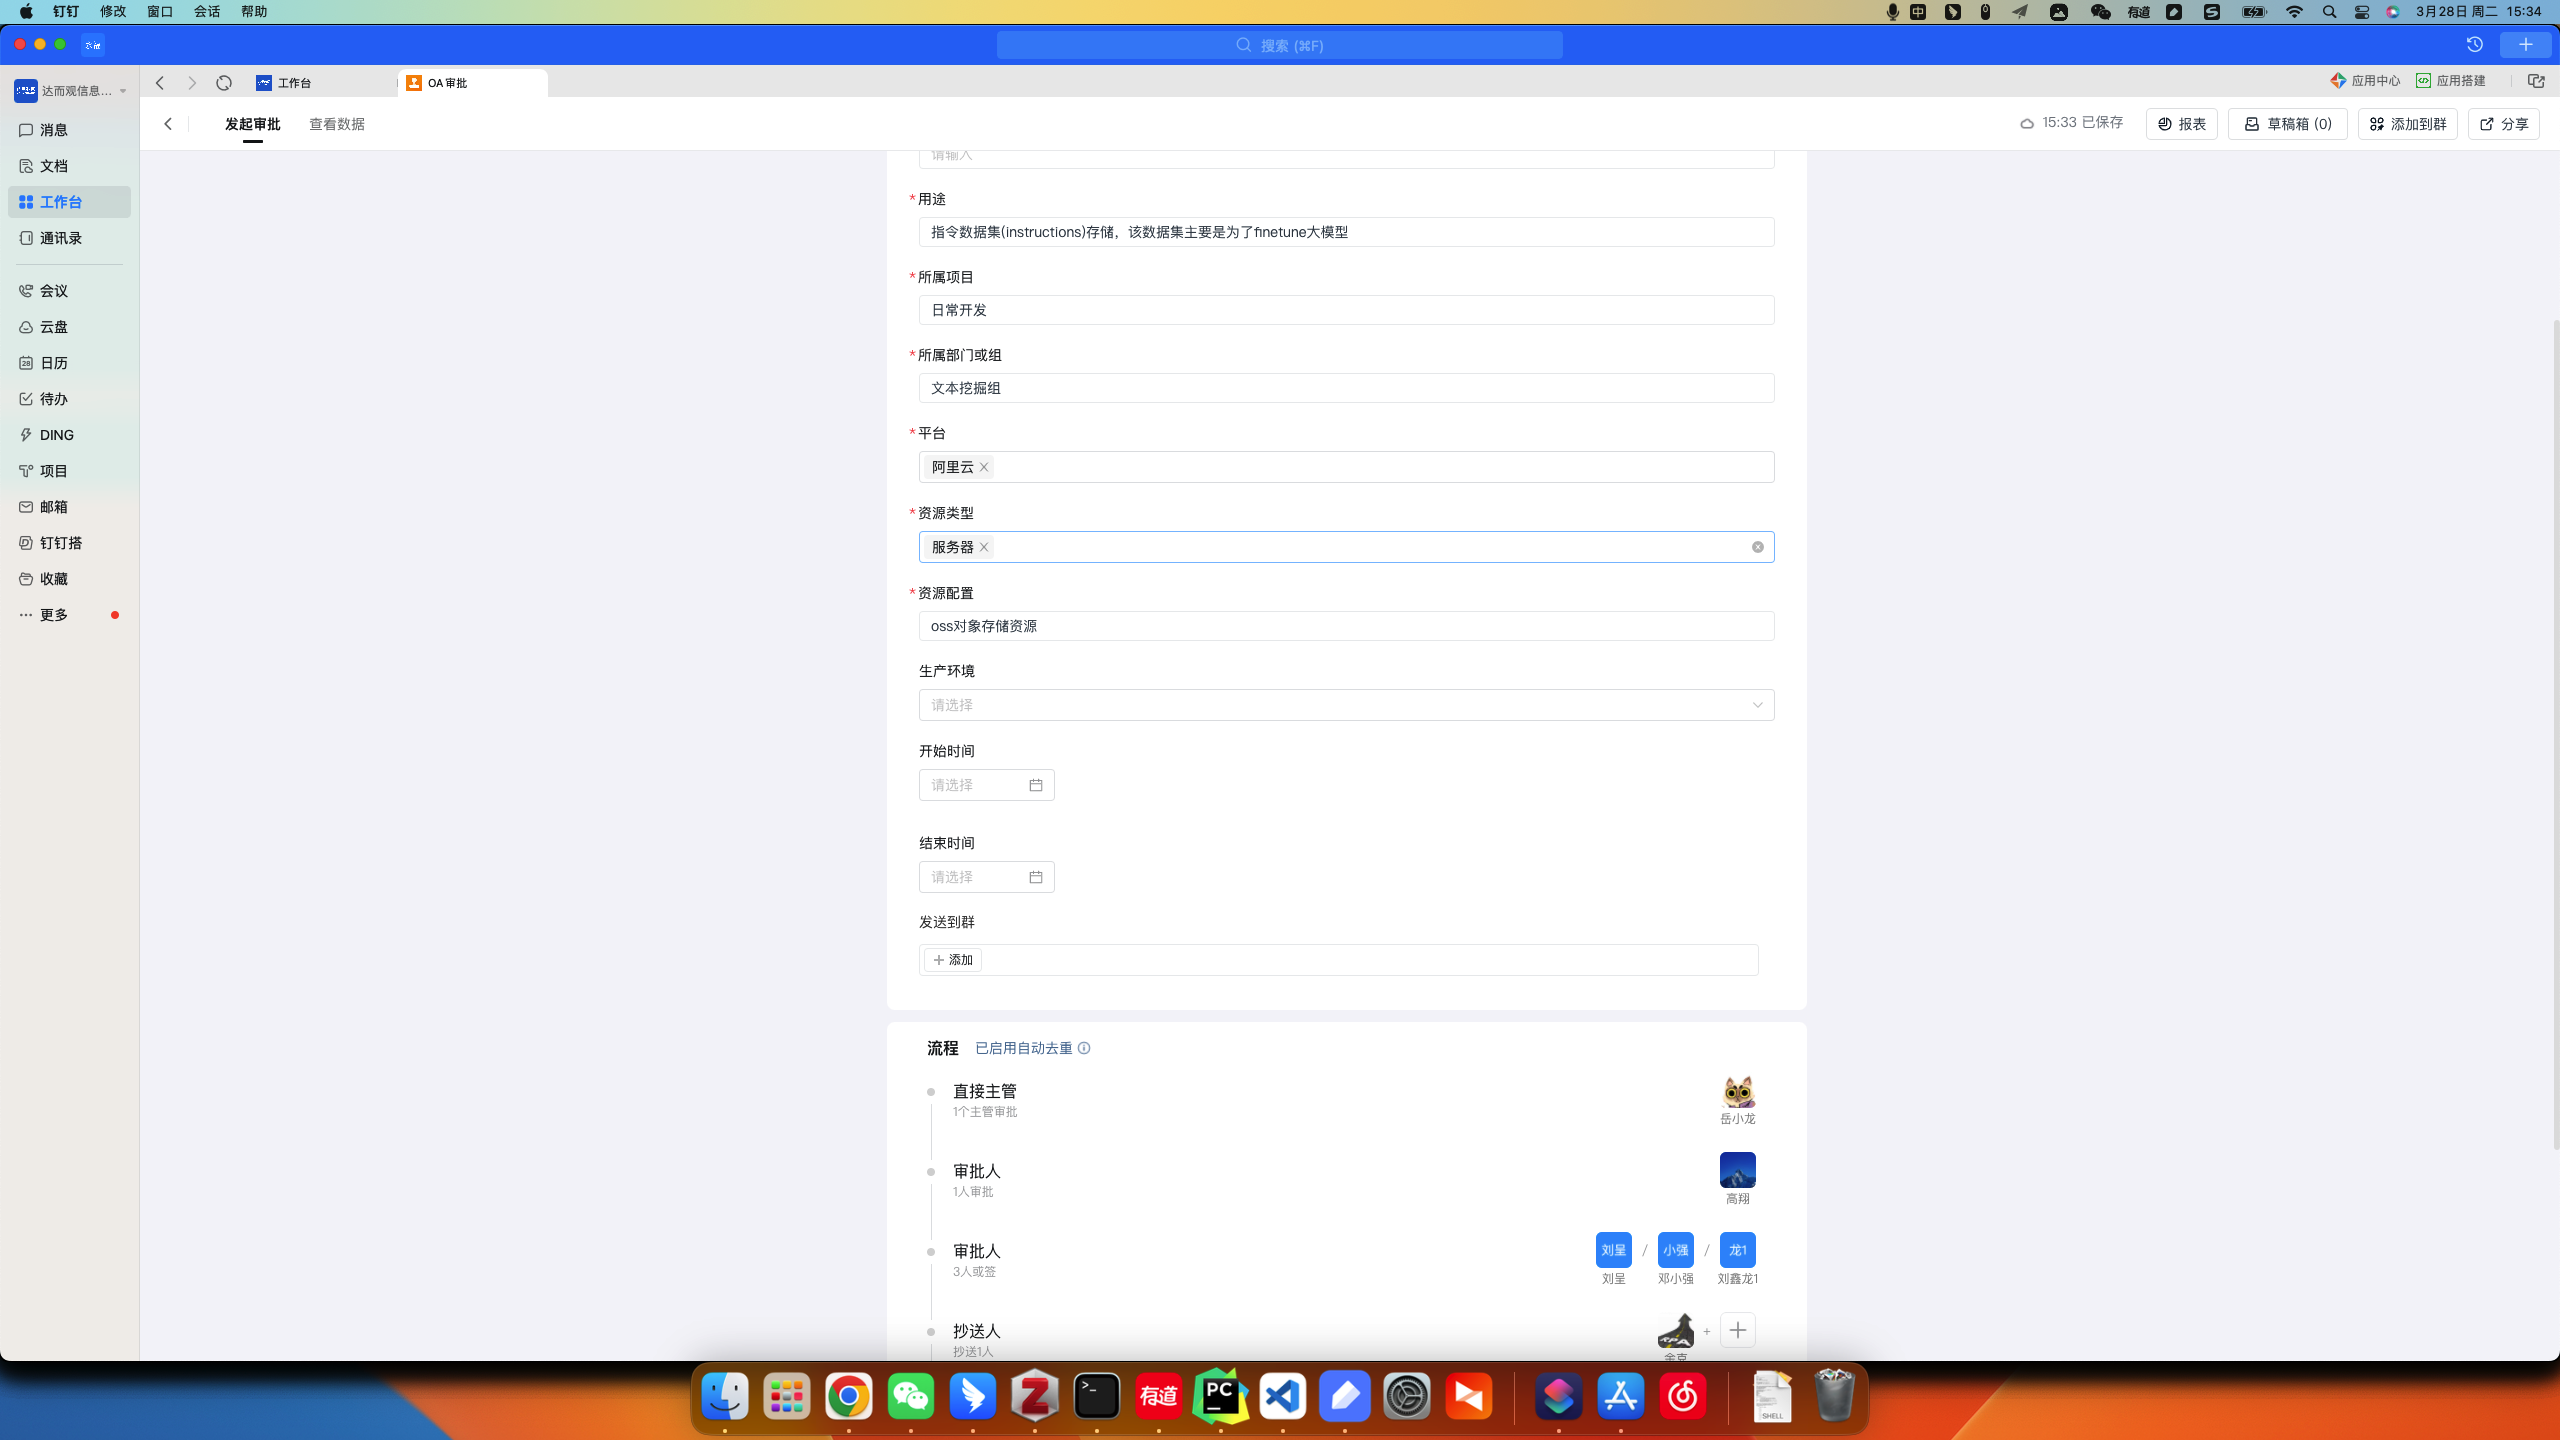 钉钉 修改 窗口 会话 帮助
中 有道 3月28日 周二 15:34
搜索 (⌘F)
达而观信息...
工作台
OA 审批
应用中心
应用搭建
消息
文档
工作台
通讯录
会议
云盘
日历
待办
DING
项目
邮箱
钉钉搭
收藏
更多
发起审批 查看数据
15:33 已保存
报表
草稿箱 (0)
添加到群
分享
请输入
*用途
指令数据集(instructions)存储，该数据集主要是为了finetune大模型
*所属项目
日常开发
*所属部门或组
文本挖掘组
*平台
阿里云
*资源类型
服务器
*资源配置
oss对象存储资源
生产环境
请选择
开始时间
请选择
结束时间
请选择
发送到群
添加
流程 已启用自动去重
直接主管
1个主管审批
岳小龙
审批人
1人审批
高翔
审批人
3人或签
刘呈 / 小强 / 龙1
刘呈 邓小强 刘鑫龙1
抄送人
抄送1人
有道
PC
SHELL